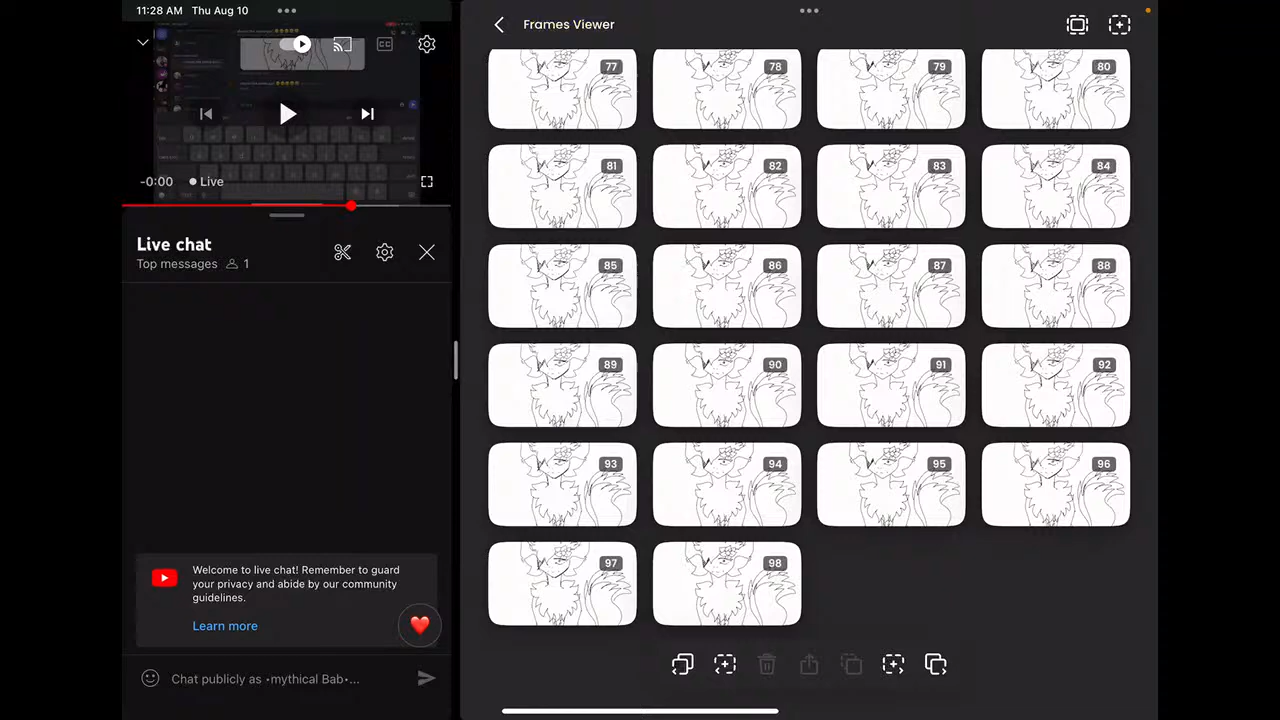 11:28 AM Thu Aug 10
-0:00 Live
Live chat
Top messages 1
Welcome to live chat! Remember to guard
your privacy and abide by our community
guidelines.
Learn more
Chat publicly as •mythical Bab•...
Frames Viewer
77 78 79 80
81 82 83 84
85 86 87 88
89 90 91 92
93 94 95 96
97 98